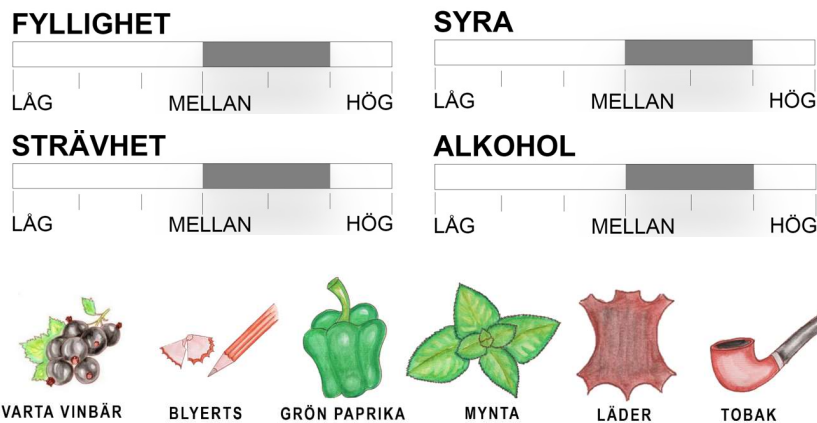 FYLLIGHET
LÅG MELLAN HÖG
SYRA
LÅG MELLAN HÖG
STRÄVHET
LÅG MELLAN HÖG
ALKOHOL
LÅG MELLAN HÖG
VARTA VINBÄR
BLYERTS
GRÖN PAPRIKA
MYNTA
LÄDER
TOBAK